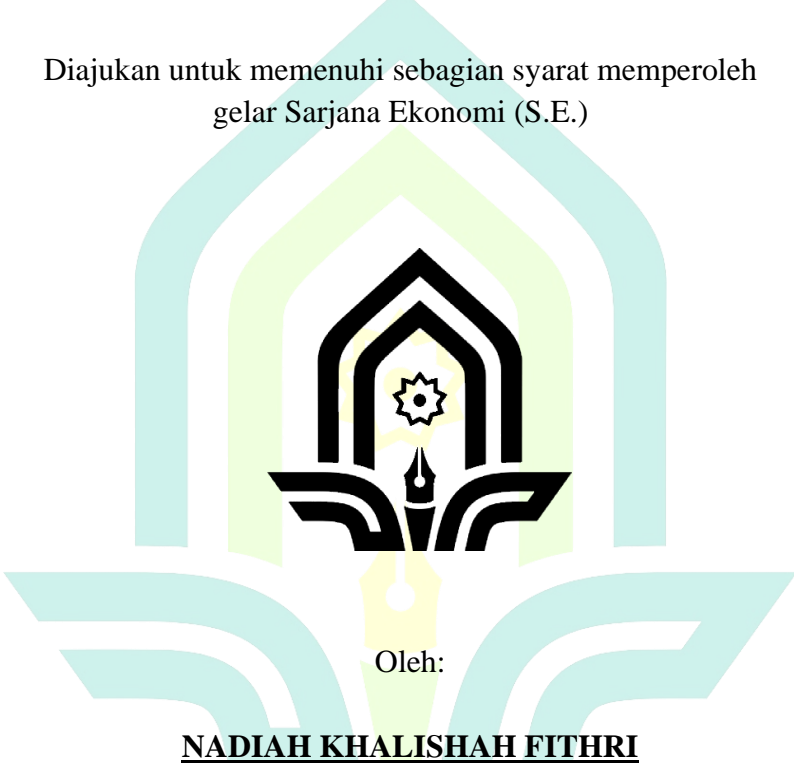 Diajukan untuk memenuhi sebagian syarat memperoleh
gelar Sarjana Ekonomi (S.E.)
Oleh:
NADIAH KHALISHAH FITHRI